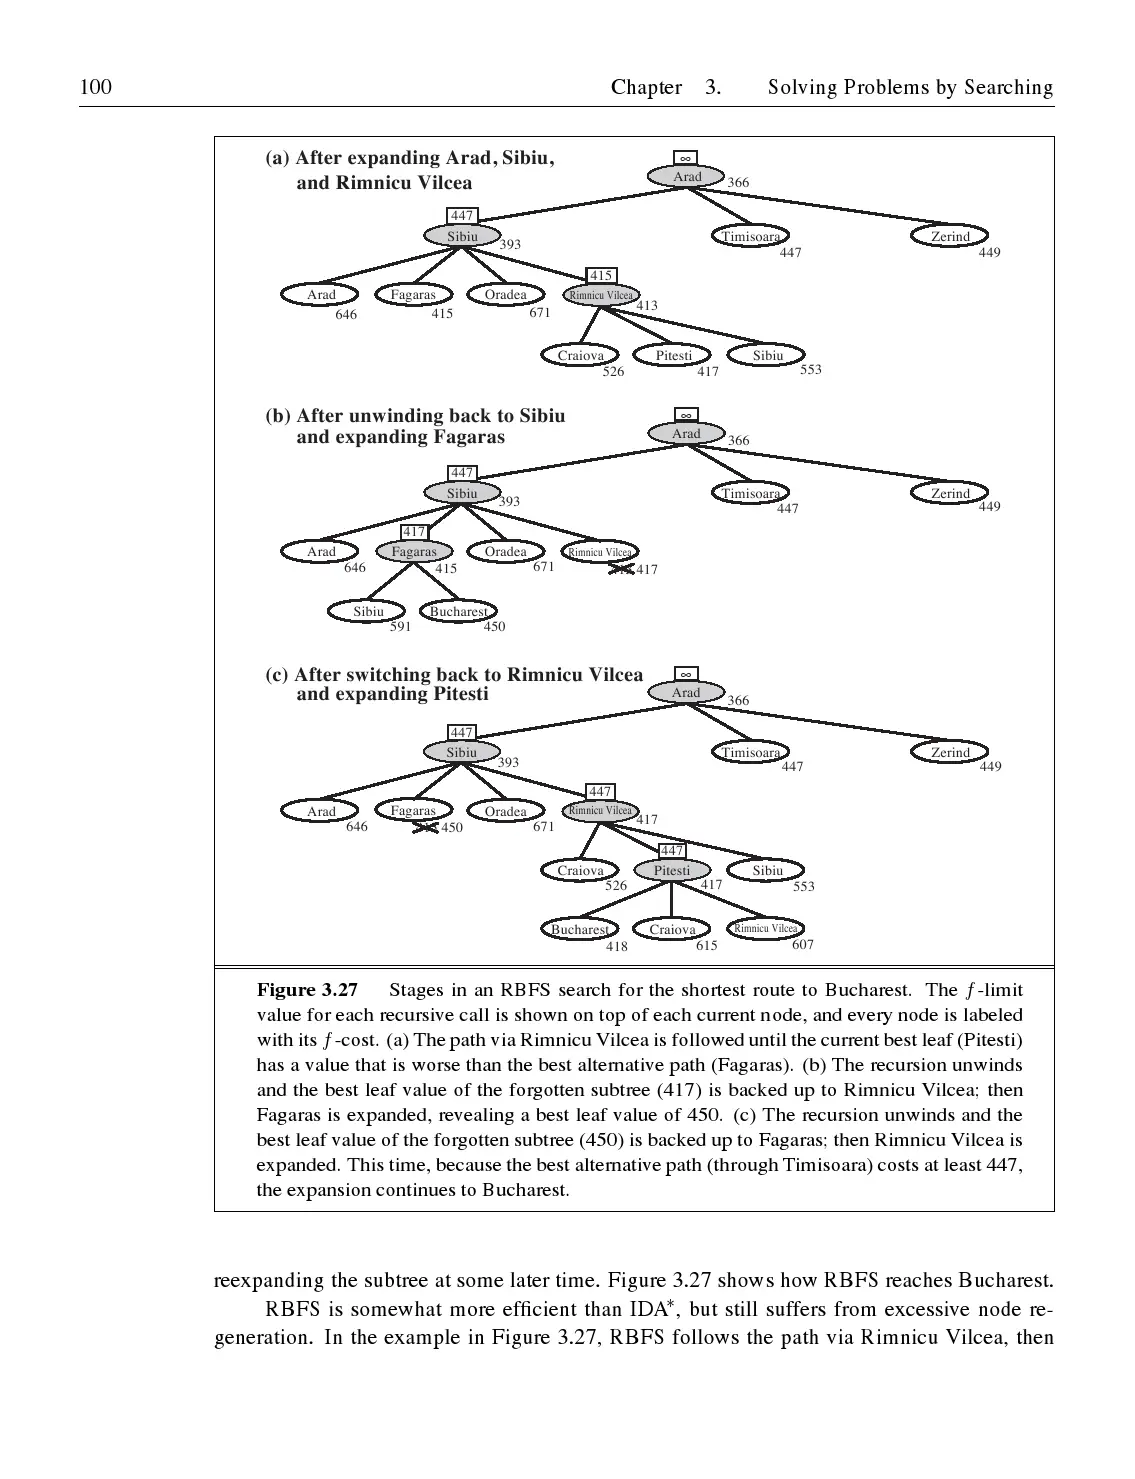 100 Chapter 3. Solving Problems by Searching
(a) After expanding Arad, Sibiu,
and Rimnicu Vilcea
∞
Arad 366
447
Sibiu 393
Timisoara 447
Zerind 449
Arad 646
Fagaras 415
Oradea 671
415
Rimnicu Vilcea 413
Craiova 526
Pitesti 417
Sibiu 553
(b) After unwinding back to Sibiu
and expanding Fagaras
∞
Arad 366
447
Sibiu 393
Timisoara 447
Zerind 449
Arad 646
417
Fagaras 415
Oradea 671
Rimnicu Vilcea 417
Sibiu 591
Bucharest 450
(c) After switching back to Rimnicu Vilcea
and expanding Pitesti
∞
Arad 366
447
Sibiu 393
Timisoara 447
Zerind 449
Arad 646
Fagaras 450
Oradea 671
447
Rimnicu Vilcea 417
Craiova 526
447
Pitesti 417
Sibiu 553
Bucharest 418
Craiova 615
Rimnicu Vilcea 607
Figure 3.27 Stages in an RBFS search for the shortest route to Bucharest. The f-limit
value for each recursive call is shown on top of each current node, and every node is labeled
with its f-cost. (a) The path via Rimnicu Vilcea is followed until the current best leaf (Pitesti)
has a value that is worse than the best alternative path (Fagaras). (b) The recursion unwinds
and the best leaf value of the forgotten subtree (417) is backed up to Rimnicu Vilcea; then
Fagaras is expanded, revealing a best leaf value of 450. (c) The recursion unwinds and the
best leaf value of the forgotten subtree (450) is backed up to Fagaras; then Rimnicu Vilcea is
expanded. This time, because the best alternative path (through Timisoara) costs at least 447,
the expansion continues to Bucharest.
reexpanding the subtree at some later time. Figure 3.27 shows how RBFS reaches Bucharest.
RBFS is somewhat more efficient than IDA*, but still suffers from excessive node re-
generation. In the example in Figure 3.27, RBFS follows the path via Rimnicu Vilcea, then